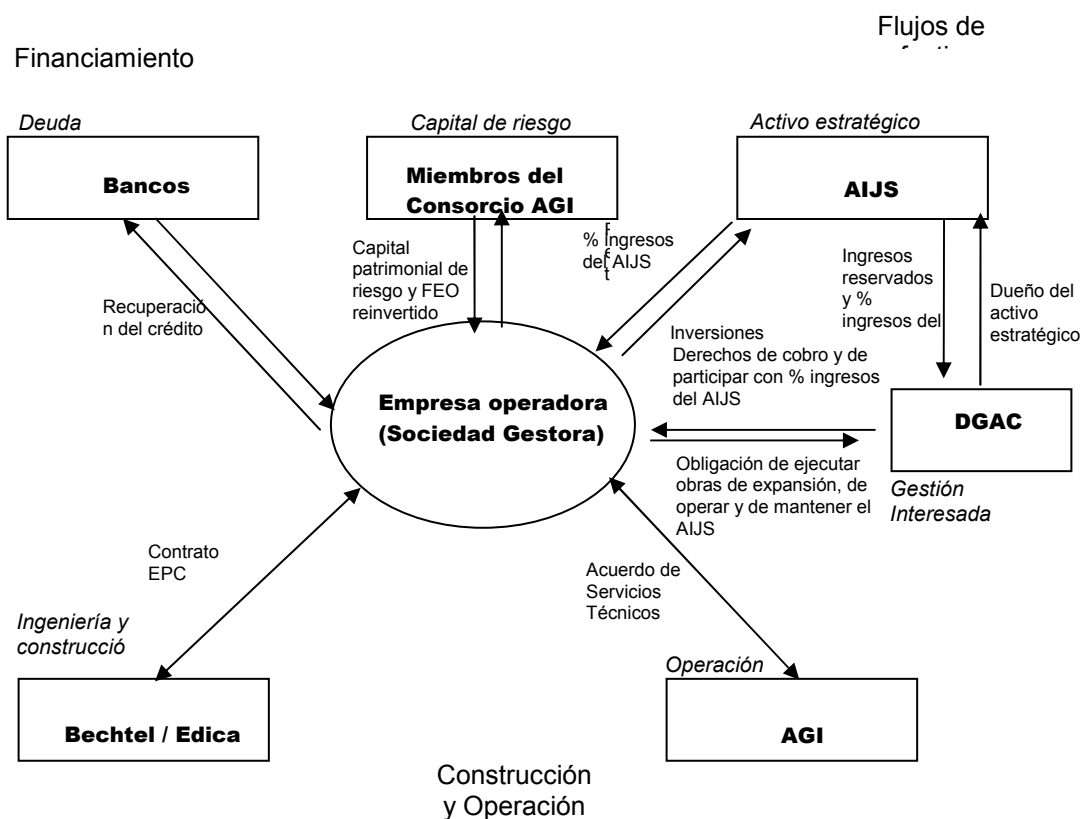 Flujos de
Financiamiento
Deuda
Capital de riesgo
Activo estratégico
Bancos
Miembros del
Consorcio AGI
AIJS
Capital
patrimonial de
riesgo y FEO
reinvertido
% Ingresos
del AIJS
Ingresos
reservados
y %
ingresos del
Dueño del
activo
estratégico
Recuperació
n del crédito
Inversiones
Derechos de cobro y de
participar con % ingresos
del AIJS
Empresa operadora
(Sociedad Gestora)
DGAC
Obligación de ejecutar
obras de expansión, de
operar y de mantener el
AIJS
Gestión
Interesada
Contrato
EPC
Acuerdo de
Servicios
Técnicos
Ingeniería y
construcció
Operación
Bechtel / Edica
AGI
Construcción
y Operación